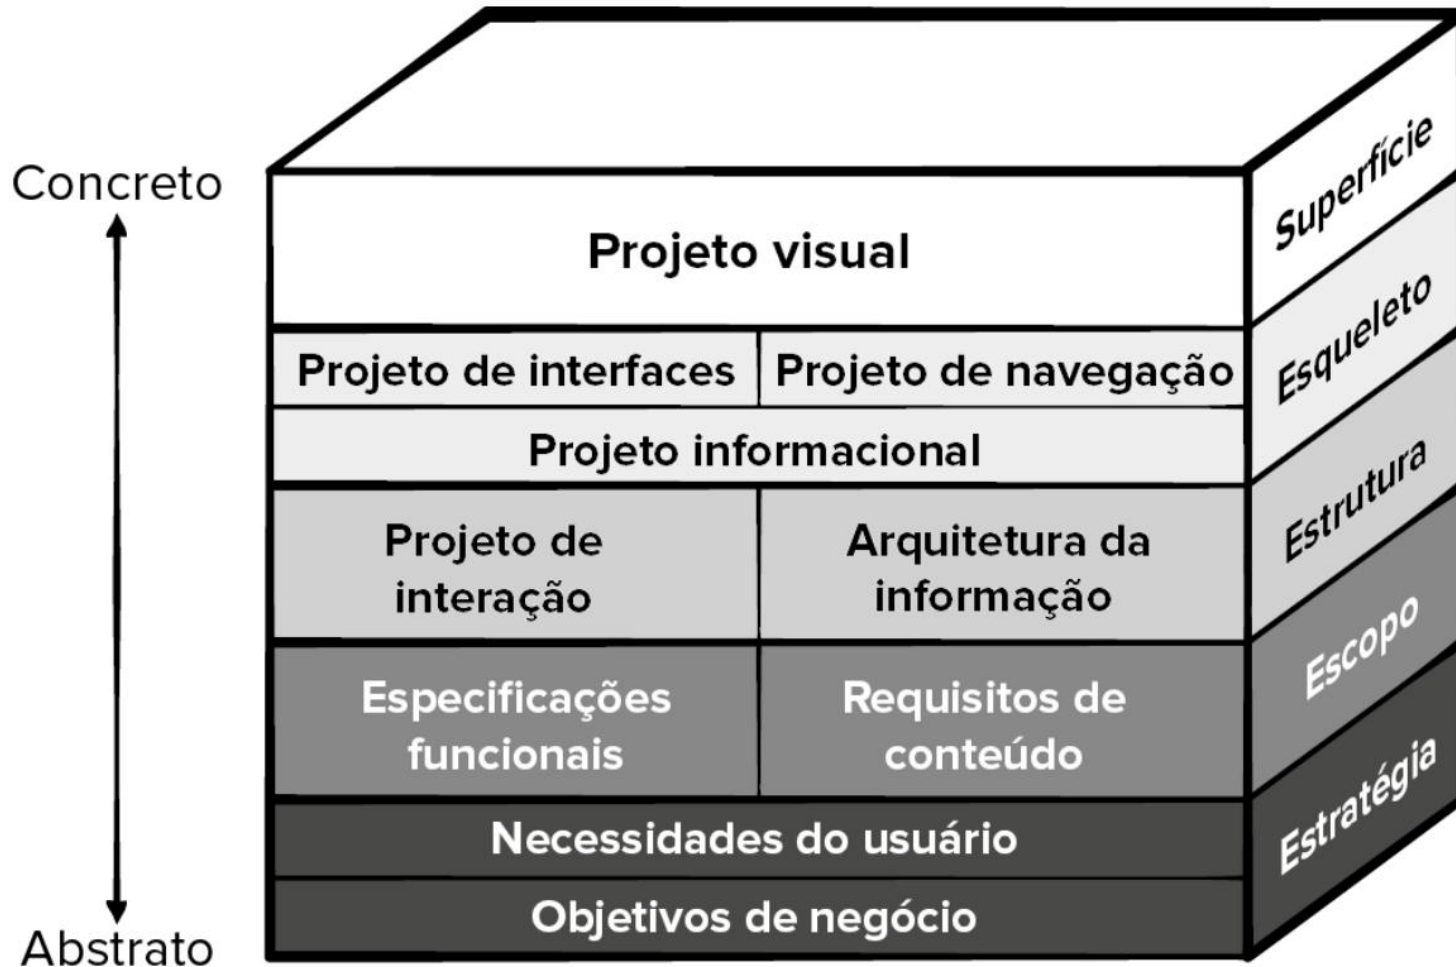 Concreto
Projeto visual
Superfície
Projeto de interfaces
Projeto de navegação
Projeto informacional
Esqueleto
Projeto de
interação
Arquitetura da
informação
Estrutura
Especificações
funcionais
Requisitos de
conteúdo
Escopo
Necessidades do usuário
Objetivos de negócio
Estratégia
Abstrato